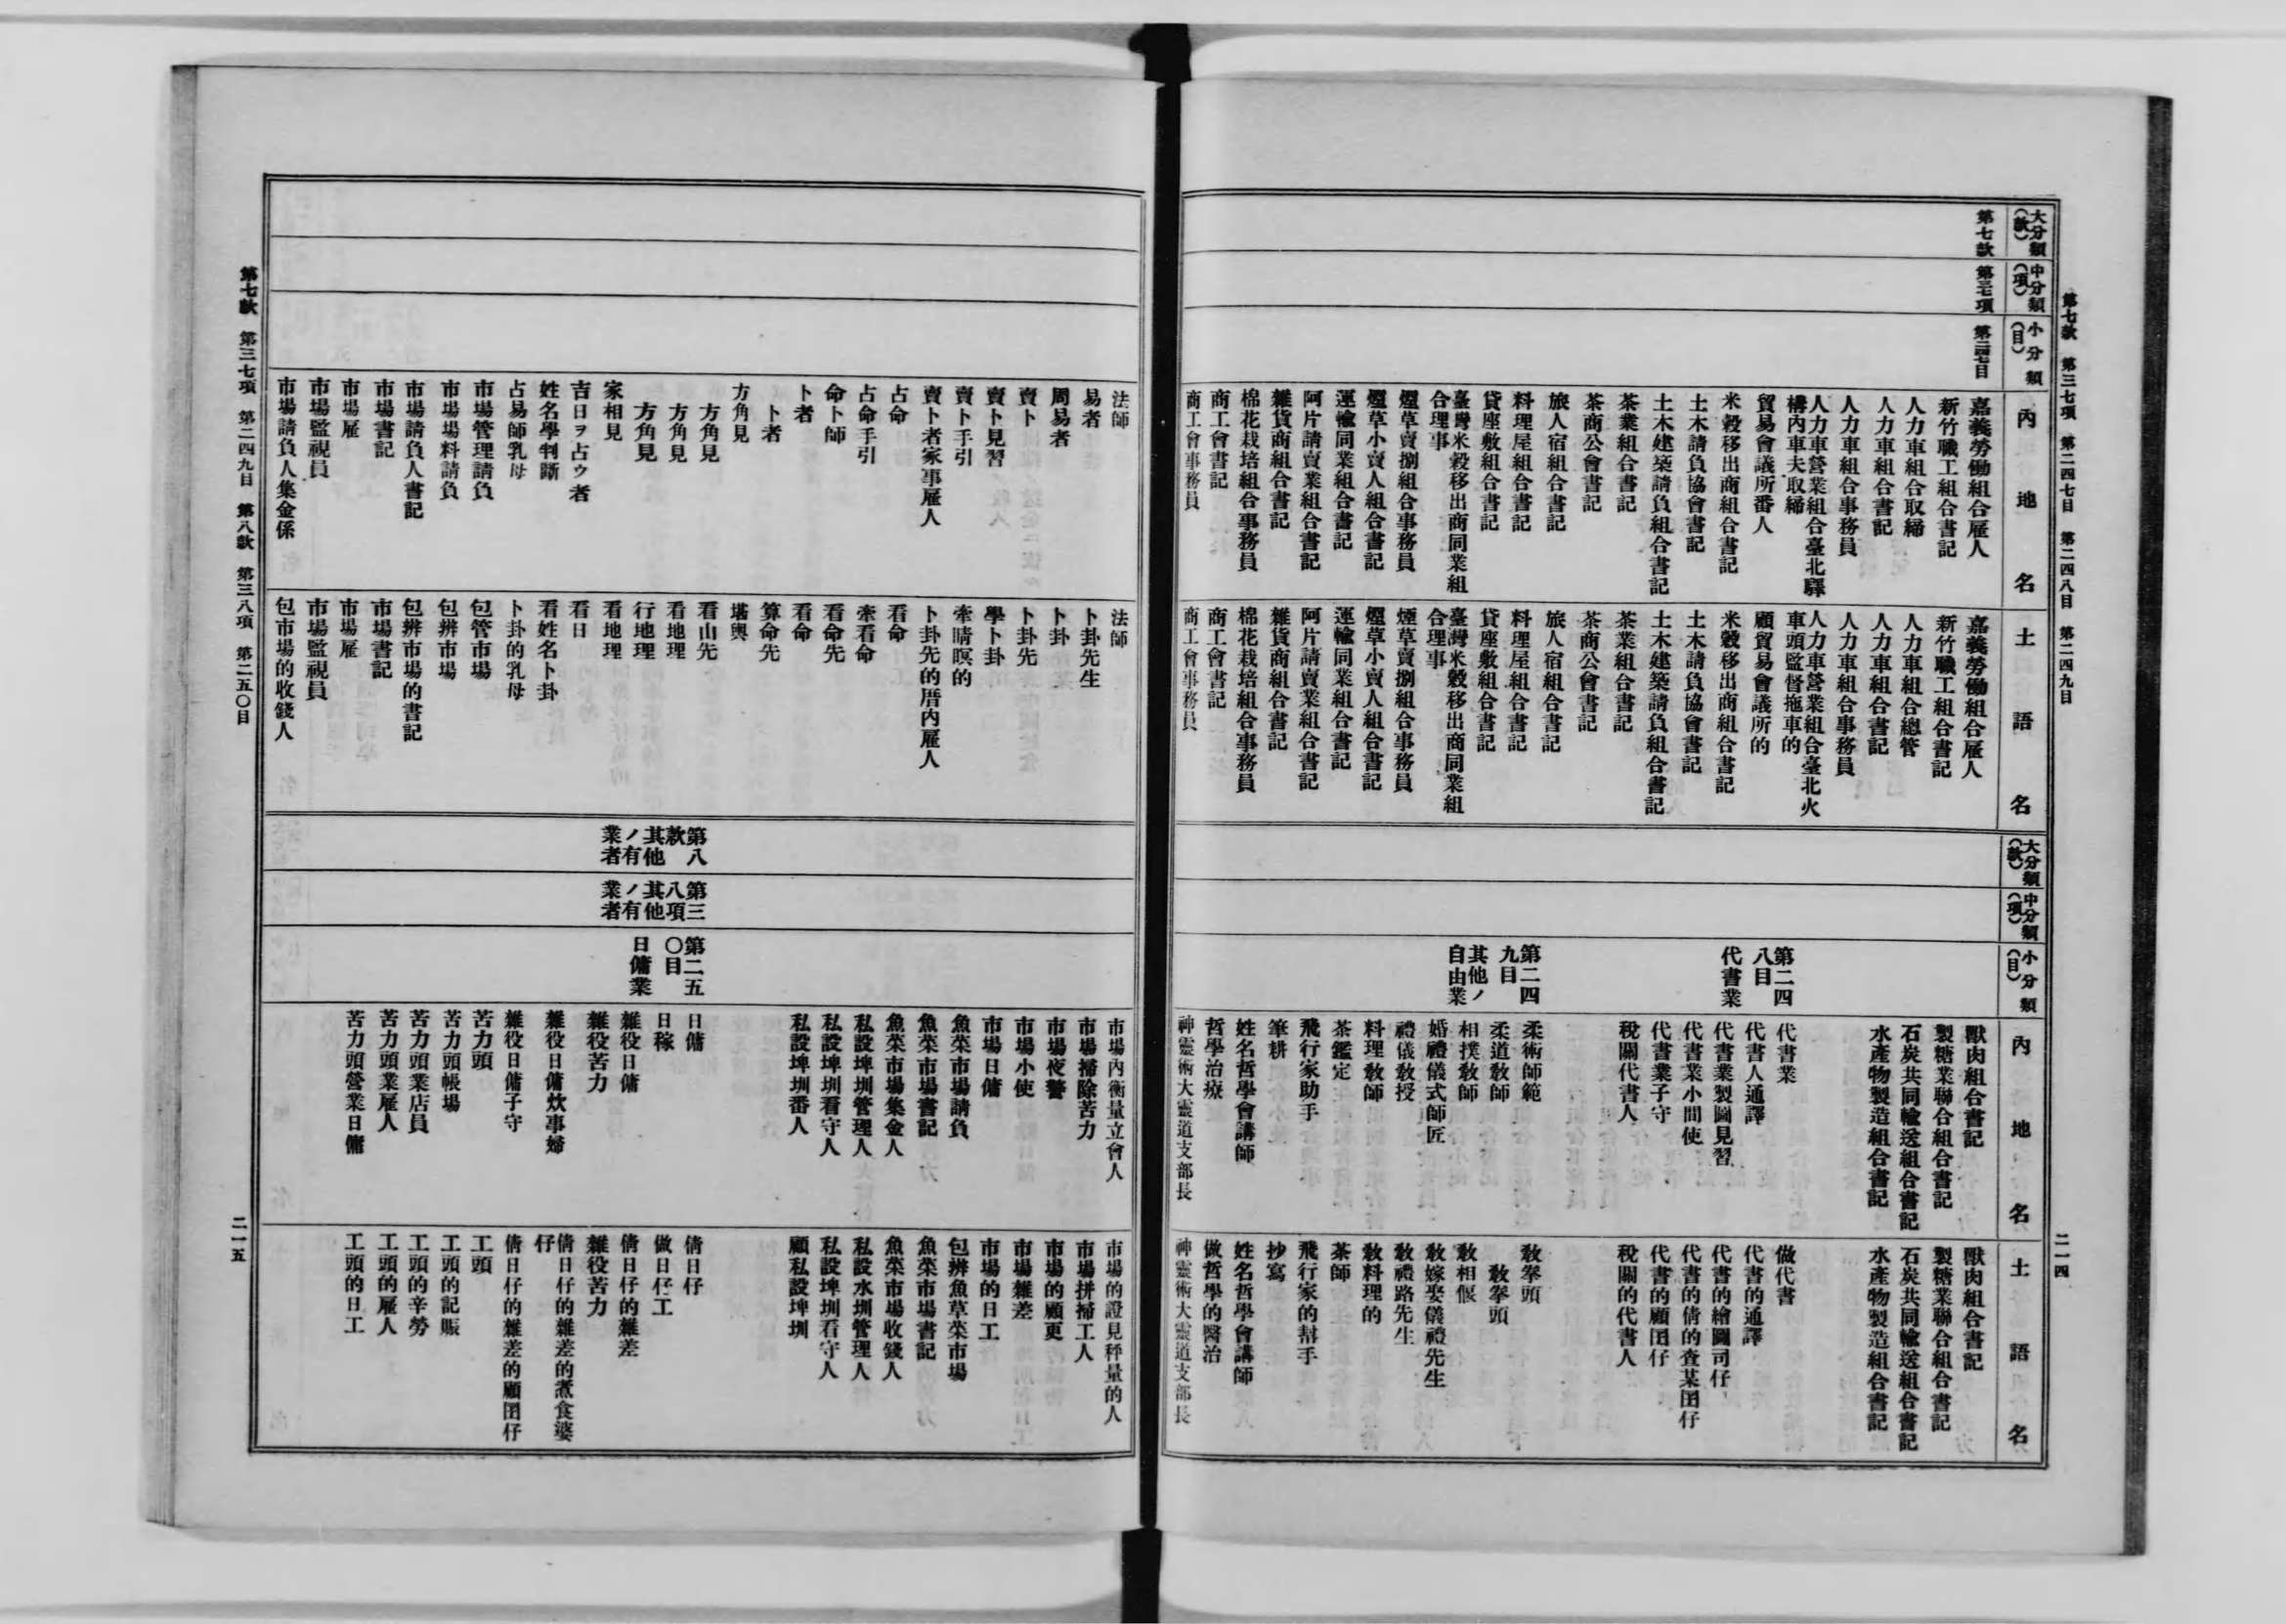 第七款　第三七項　第二四七目　第二四八目　第二四九目
二一四
大分類（款）
中分類（項）
小分類（目）
內地名
土語名
第七款
第三七項
第二四七目
嘉義勞働組合雇人
新竹職工組合書記
人力車組合取締
人力車組合書記
人力車組合事務員
人力車營業組合臺北驛
構內車夫取締
貿易會議所番人
米穀移出商組合書記
土木請負協會書記
土木建築請負組合書記
茶業組合書記
茶商公會書記
旅人宿組合書記
料理屋組合書記
貸座敷組合書記
臺灣米穀移出商同業組
合理事
煙草賣捌組合事務員
煙草小賣人組合書記
運輸同業組合書記
阿片請賣業組合書記
雜貨商組合書記
棉花栽培組合事務員
商工會書記
商工會事務員
嘉義勞働組合雇人
新竹職工組合書記
人力車組合總管
人力車組合書記
人力車組合事務員
人力車營業組合臺北火
車頭監督拖車的
顧貿易會議所的
米穀移出商組合書記
土木請負協會書記
土木建築請負組合書記
茶業組合書記
茶商公會書記
旅人宿組合書記
料理屋組合書記
貸座敷組合書記
臺灣米穀移出商同業組
合理事
煙草賣捌組合事務員
煙草小賣人組合書記
運輸同業組合書記
阿片請賣業組合書記
雜貨商組合書記
棉花栽培組合事務員
商工會書記
商工會事務員
大分類（款）
中分類（項）
小分類（目）
內地名
土語名
第二四
八目
代書業
第二四
九目
其他ノ
自由業
獸肉組合書記
製糖業聯合組合書記
石炭共同輸送組合書記
水產物製造組合書記
代書業
代書人通譯
代書業製圖見習
代書業小間使
代書業子守
稅關代書人
柔術師範
柔道敎師
相撲敎師
婚禮儀式師匠
禮儀敎授
料理敎師
茶鑑定
飛行家助手
筆耕
姓名哲學會講師
哲學治療
神靈術大靈道支部長
獸肉組合書記
製糖業聯合組合書記
石炭共同輸送組合書記
水產物製造組合書記
做代書
代書的通譯
代書的繪圖司仔
代書的倩的查某囝仔
代書的顧囝仔
稅關的代書人
敎拳頭
敎拳頭
敎相偃
敎嫁娶儀禮先生
敎禮路先生
敎料理的
茶師
飛行家的幇手
抄寫
姓名哲學會講師
做哲學的醫治
神靈術大靈道支部長
法師
易者
周易者
賣卜
賣卜見習
賣卜手引
賣卜者家事雇人
占命
占命手引
命卜師
卜者
卜者
方角見
方角見
方角見
方角見
家相見
吉日ヲ占ウ者
姓名學判斷
占易師乳母
市場管理請負
市場場料請負
市場請負人書記
市場書記
市場雇
市場監視員
市場請負人集金係
法師
卜卦先生
卜卦
卜卦先
學卜卦
牽睛暝的
卜卦先的厝內雇人
看命
牽看命
看命先
看命
算命先
堪輿
看山先
看地理
行地理
看地理
看日
看姓名卜卦
卜卦的乳母
包管市場
包辨市場
包辨市場的書記
市場書記
市場雇
市場監視員
包市場的收錢人
第八
款
其他
ノ有
業者
第三
八項
其他
ノ有
業者
第二五
〇目
日傭業
市場內衡量立會人
市場掃除苦力
市場夜警
市場小使
市場日傭
魚菜市場請負
魚菜市場書記
魚菜市場集金人
私設埤圳管理人
私設埤圳看守人
私設埤圳番人
日傭
日稼
雜役日傭
雜役苦力
雜役日傭炊事婦
雜役日傭子守
苦力頭
苦力頭帳場
苦力頭業店員
苦力頭業雇人
苦力頭營業日傭
市場的證見秤量的人
市場拼掃工人
市場的顧更
市場雜差
市場的日工
包辨魚草菜市場
魚菜市場書記
魚菜市場收錢人
私設水圳管理人
私設埤圳看守人
顧私設埤圳
倩日仔
做日仔工
倩日仔的雜差
雜役苦力
倩日仔的雜差的煮食婆
仔
倩日仔的雜差的顧囝仔
工頭
工頭的記賬
工頭的辛勞
工頭的雇人
工頭的日工
第七款　第三七項　第二四九目　第八款　第三八項　第二五〇目
二一五